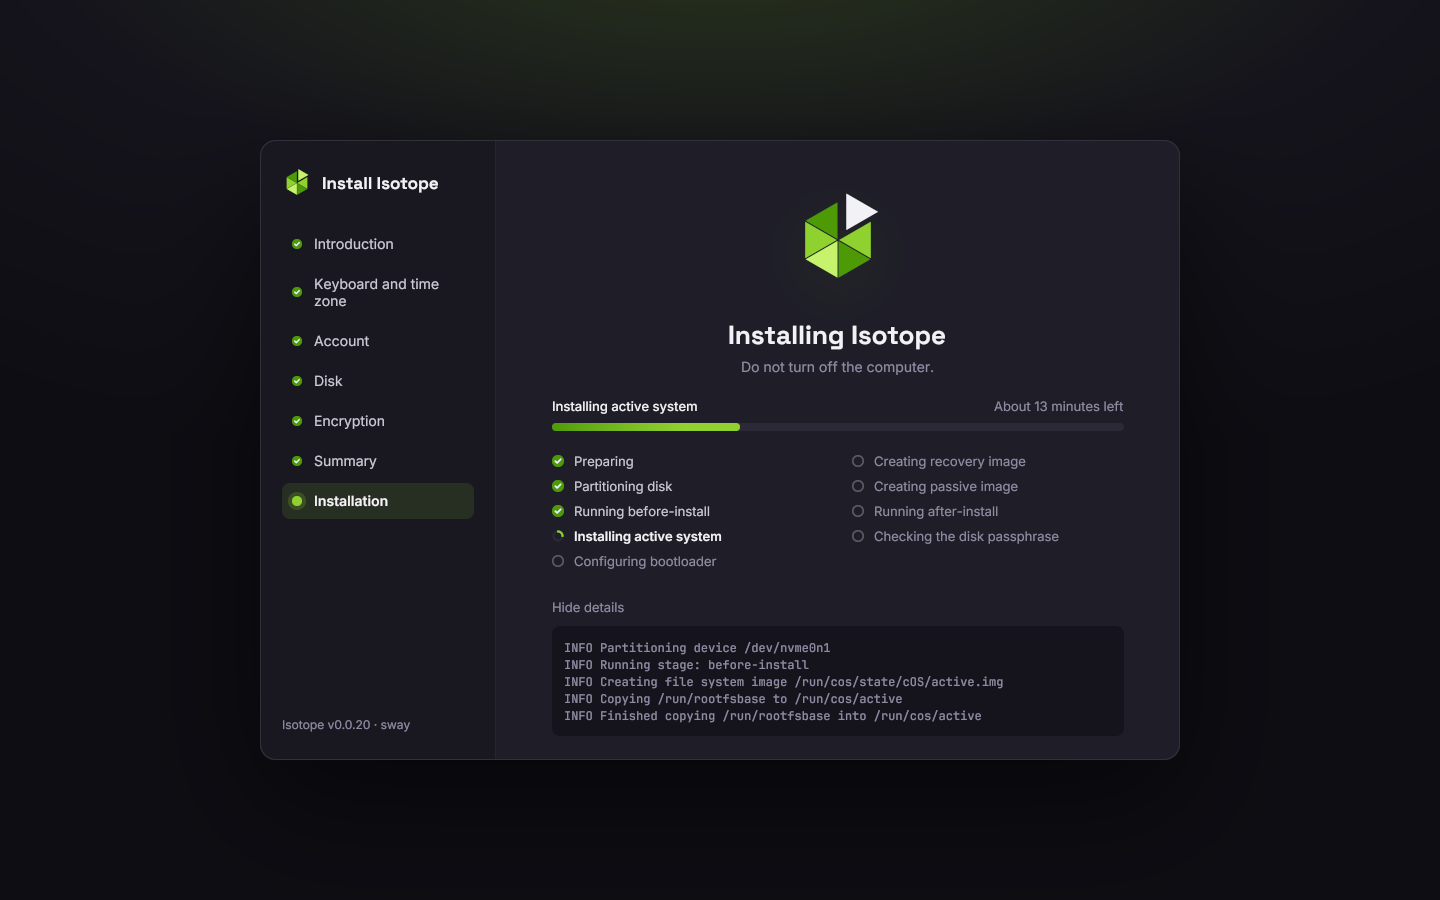 Install Isotope
Introduction
Keyboard and time
zone
Account
Disk
Encryption
Summary
Installation
Isotope v0.0.20 · sway
Installing Isotope
Do not turn off the computer.
Installing active system
About 13 minutes left
Preparing
Partitioning disk
Running before-install
Installing active system
Configuring bootloader
Creating recovery image
Creating passive image
Running after-install
Checking the disk passphrase
Hide details
INFO Partitioning device /dev/nvme0n1
INFO Running stage: before-install
INFO Creating file system image /run/cos/state/cOS/active.img
INFO Copying /run/rootfsbase to /run/cos/active
INFO Finished copying /run/rootfsbase into /run/cos/active